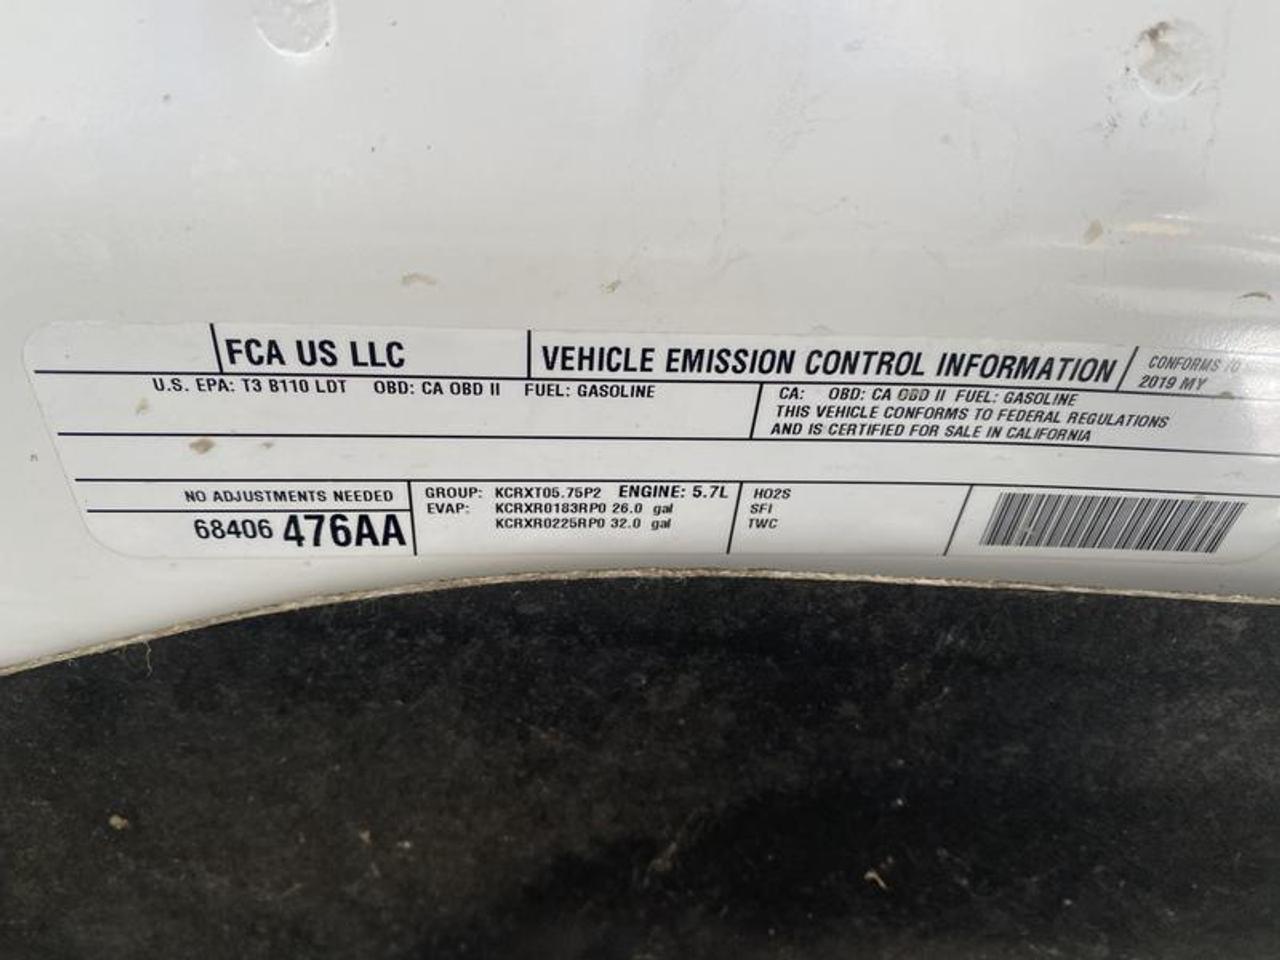 FCA US LLC
VEHICLE EMISSION CONTROL INFORMATION
CONFORMS TO
2019 MY
U.S. EPA: T3 B110 LDT OBD: CA OBD II FUEL: GASOLINE
CA: OBD: CA OBD II FUEL: GASOLINE
THIS VEHICLE CONFORMS TO FEDERAL REGULATIONS
AND IS CERTIFIED FOR SALE IN CALIFORNIA
NO ADJUSTMENTS NEEDED
68406 476AA
GROUP: KCRXT05.75P2 ENGINE: 5.7L
EVAP: KCRXR0183RP0 26.0 gal
KCRXR0225RP0 32.0 gal
HO2S
SFI
TWC